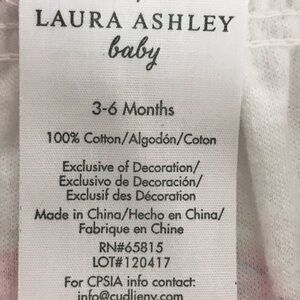 LAURA ASHLEY
baby
3-6 Months
100% Cotton/Algodón/Coton
Exclusive of Decoration/
Exclusivo de Decoración/
Exclusif des Décoration
Made in China/Hecho en China/
Fabrique en Chine
RN#65815
LOT#120417
For CPSIA info contact:
info@cudlieny.com